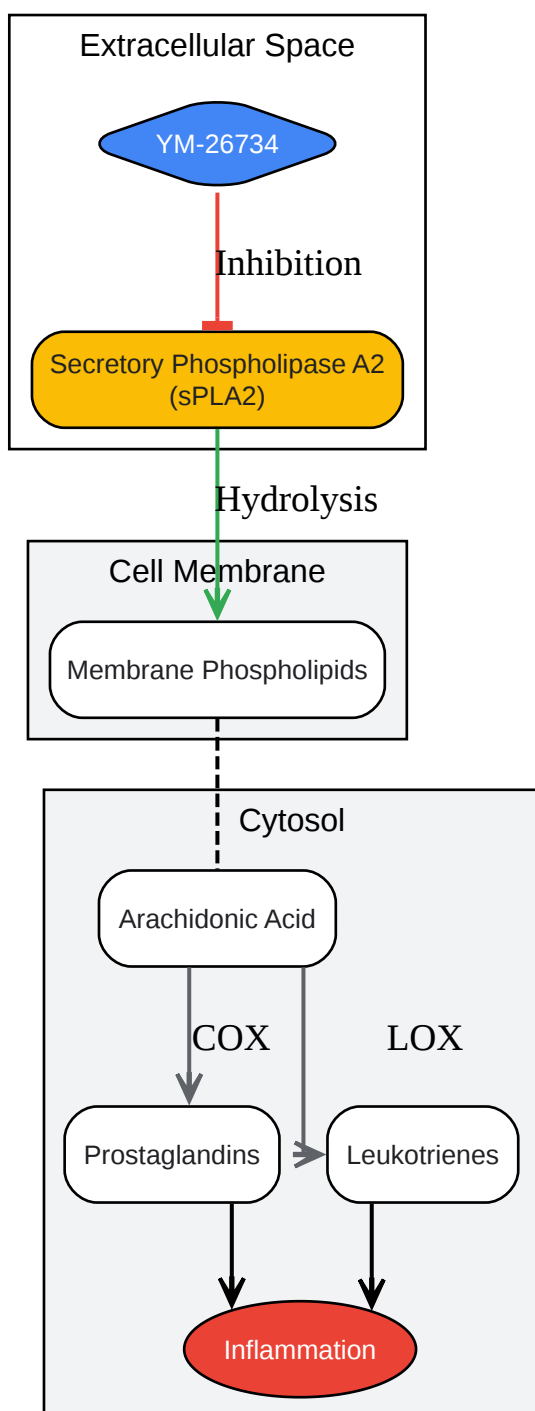 Extracellular Space
YM-26734
Inhibition
Secretory Phospholipase A2
(sPLA2)
Hydrolysis
Cell Membrane
Membrane Phospholipids
Cytosol
Arachidonic Acid
COX
LOX
Prostaglandins
Leukotrienes
Inflammation